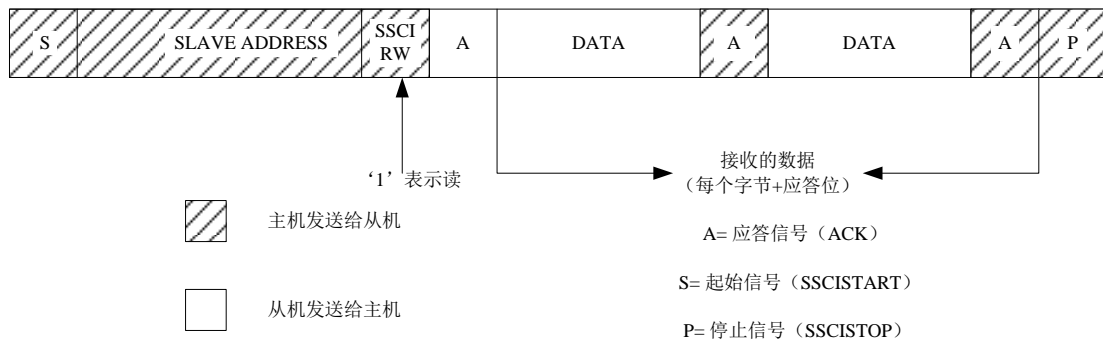 S SLAVE ADDRESS SSCI RW A DATA A DATA A P
‘1’ 表示读
接收的数据
（每个字节+应答位）
主机发送给从机
A= 应答信号（ACK）
S= 起始信号（SSCISTART）
从机发送给主机
P= 停止信号（SSCISTOP）